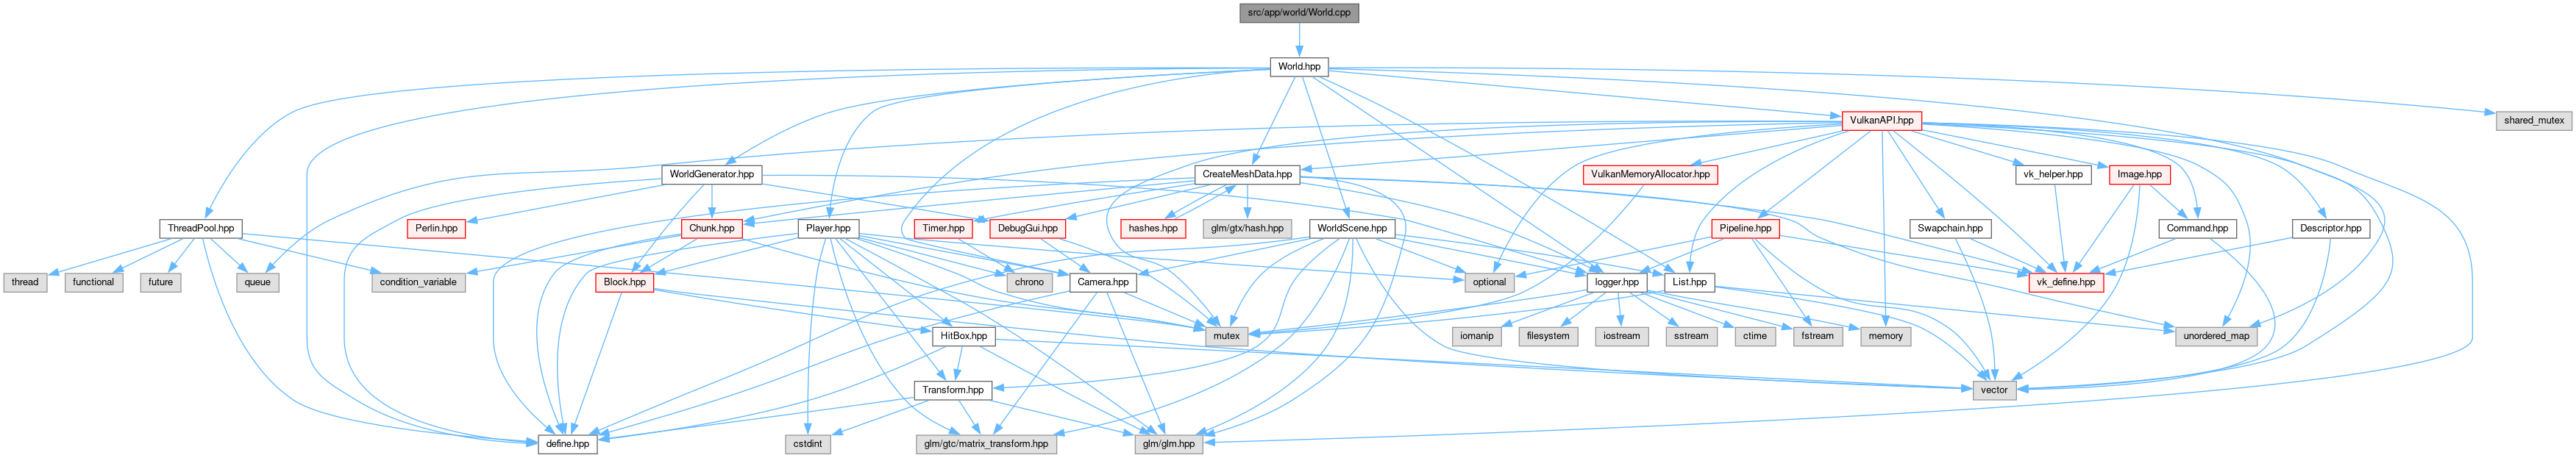 src/app/world/World.cpp
World.hpp
VulkanAPI.hpp
shared_mutex
WorldGenerator.hpp
CreateMeshData.hpp
VulkanMemoryAllocator.hpp
vk_helper.hpp
Image.hpp
Perlin.hpp
ThreadPool.hpp
Chunk.hpp
Player.hpp
Timer.hpp
DebugGui.hpp
hashes.hpp
glm/gtx/hash.hpp
WorldScene.hpp
Pipeline.hpp
Swapchain.hpp
Command.hpp
Descriptor.hpp
thread
functional
future
queue
condition_variable
Block.hpp
chrono
Camera.hpp
optional
logger.hpp
List.hpp
vk_define.hpp
HitBox.hpp
mutex
iomanip
filesystem
iostream
sstream
ctime
fstream
memory
unordered_map
Transform.hpp
vector
define.hpp
cstdint
glm/gtc/matrix_transform.hpp
glm/glm.hpp